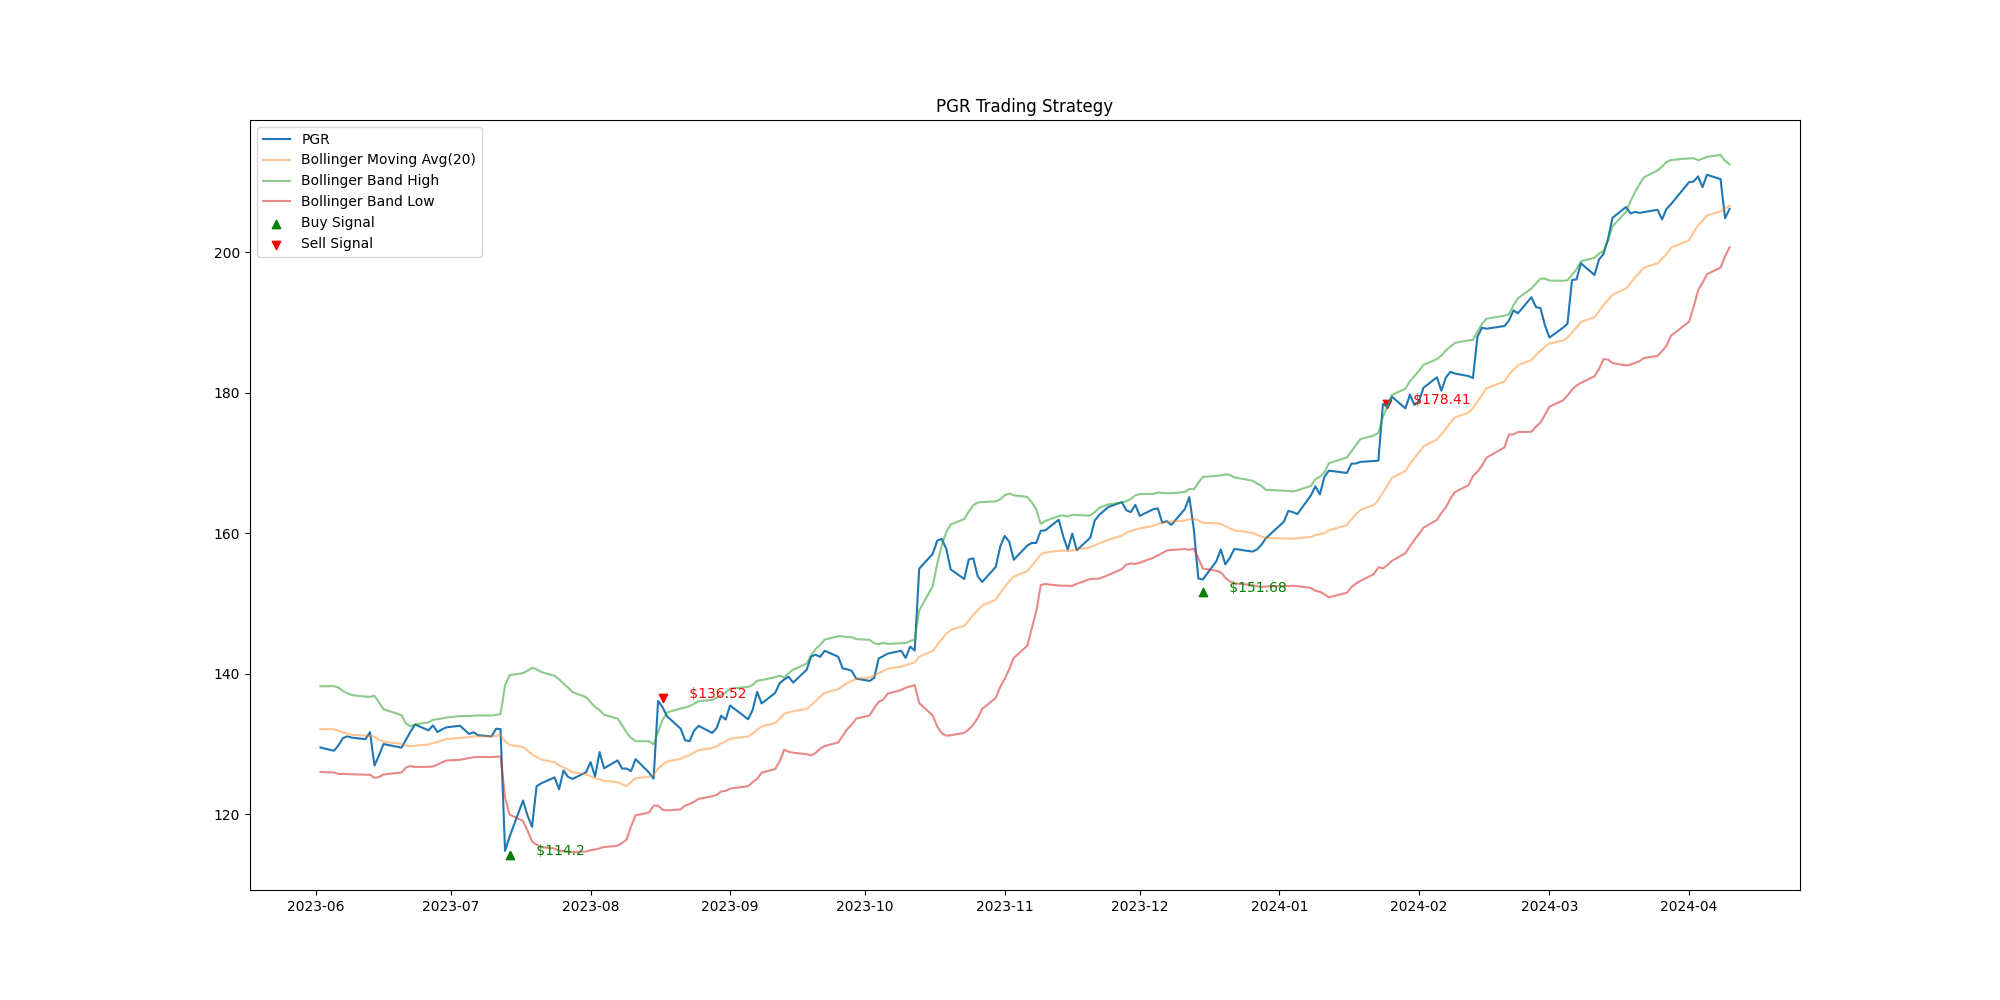 PGR Trading Strategy
PGR
Bollinger Moving Avg(20)
Bollinger Band High
Bollinger Band Low
Buy Signal
Sell Signal
200
180
160
140
120
$178.41
$151.68
$136.52
$114.2
2023-06 2023-07 2023-08 2023-09 2023-10 2023-11 2023-12 2024-01 2024-02 2024-03 2024-04